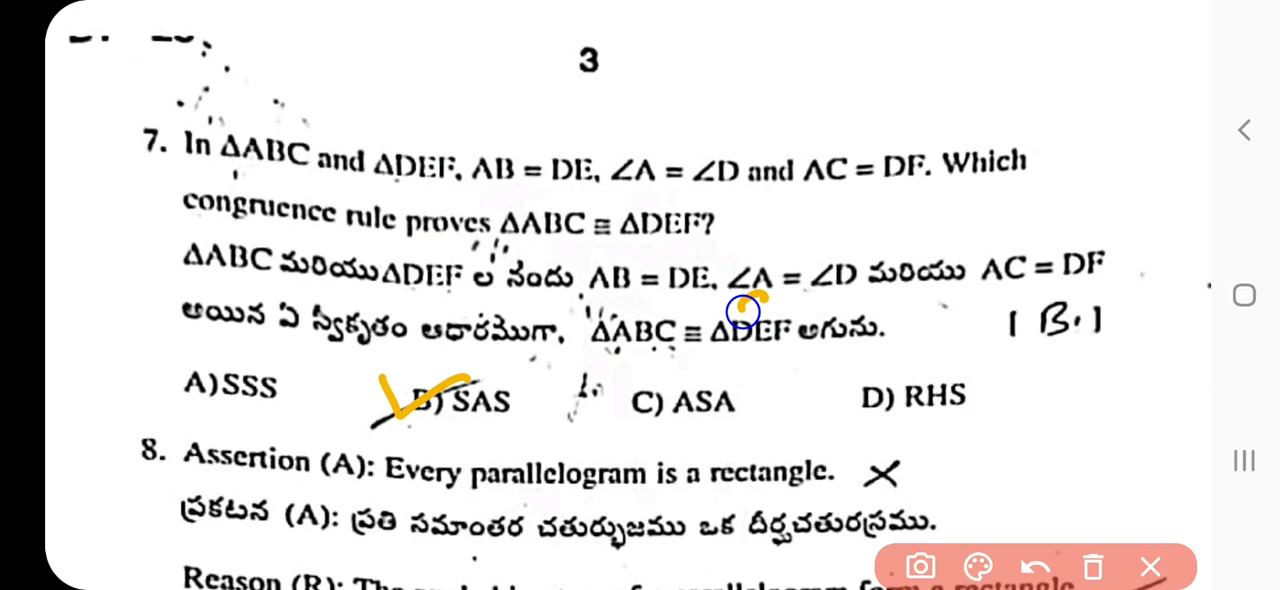 3
7. In ΔABC and ΔDEF, AB = DE, ∠A = ∠D and AC = DF. Which
congruence rule proves ΔABC ≅ ΔDEF?
ΔABC మరియు ΔDEF ల నందు AB = DE, ∠A = ∠D మరియు AC = DF
అయిన ఏ స్వీకృతం ఆధారముగా, ΔABC ≅ ΔDEF అగును. [ B. ]
A) SSS B) SAS C) ASA D) RHS
8. Assertion (A): Every parallelogram is a rectangle. ✗
ప్రకటన (A): ప్రతి సమాంతర చతుర్భుజము ఒక దీర్ఘచతురస్రము.
Reason (R): The